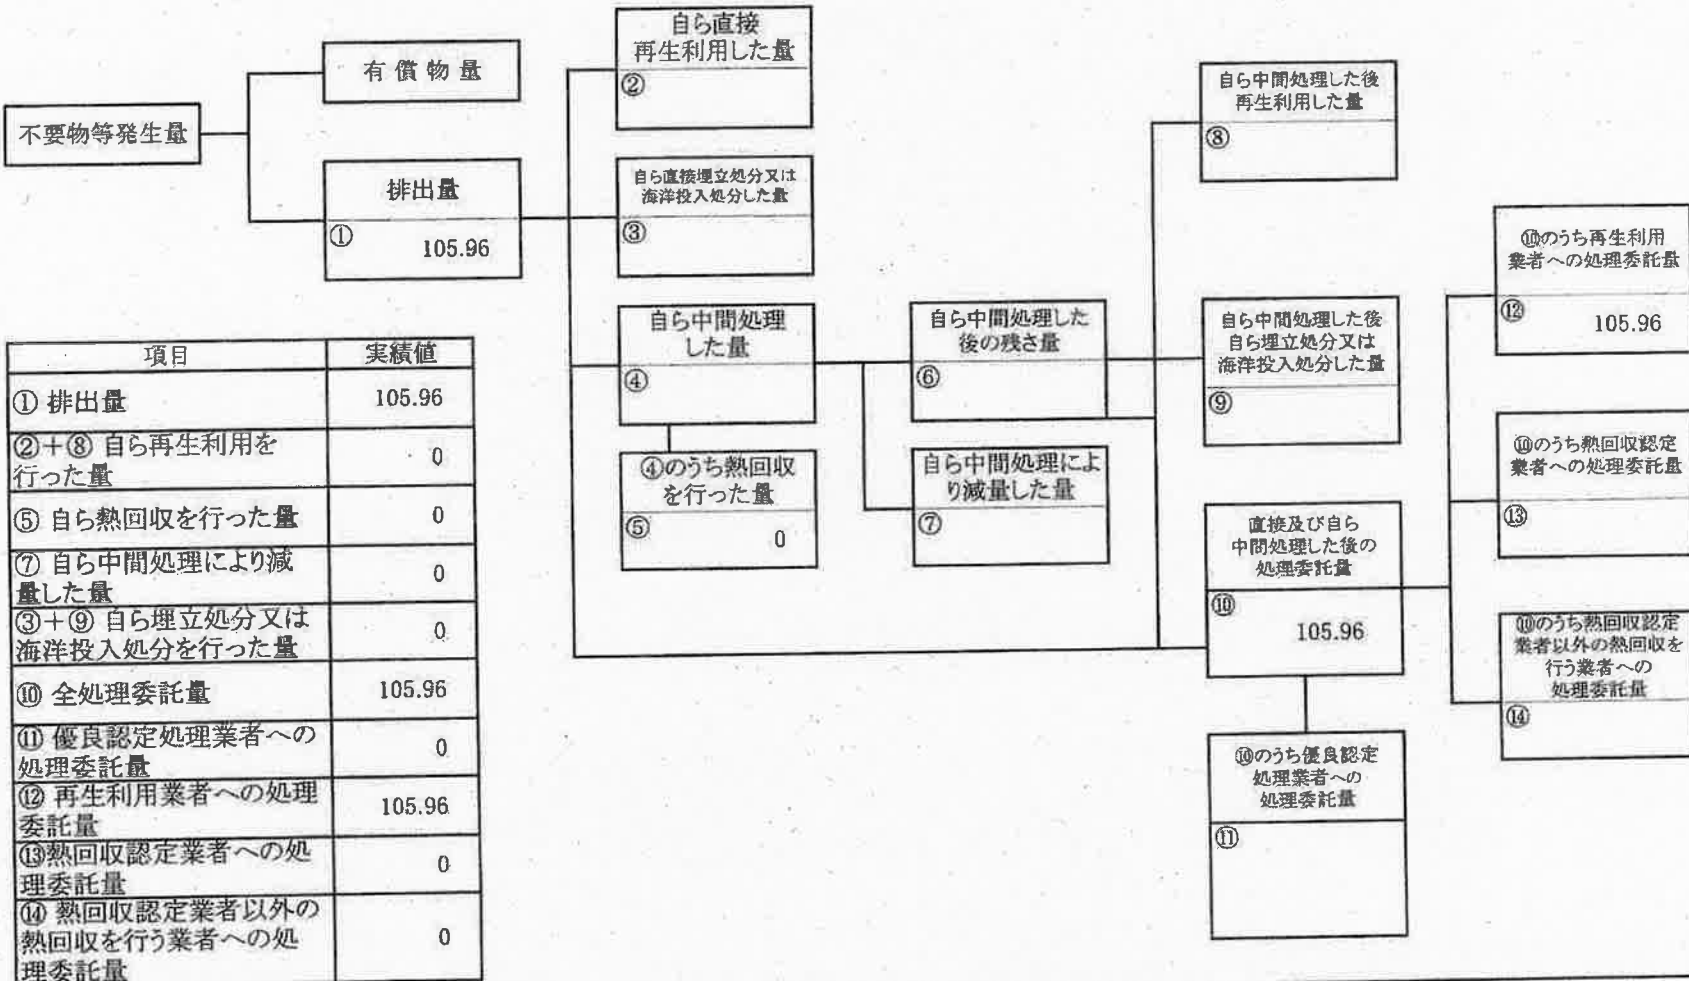 不要物等発生量
有償物量
排出量
①
105.96
自ら直接
再生利用した量
②
自ら直接埋立処分又は
海洋投入処分した量
③
自ら中間処理
した量
④
④のうち熱回収
を行った量
⑤
0
自ら中間処理した
後の残さ量
⑥
自ら中間処理によ
り減量した量
⑦
自ら中間処理した後
再生利用した量
⑧
自ら中間処理した後
自ら埋立処分又は
海洋投入処分した量
⑨
直接及び自ら
中間処理した後の
処理委託量
⑩
105.96
⑩のうち優良認定
処理業者への
処理委託量
⑪
⑩のうち再生利用
業者への処理委託量
⑫
105.96
⑩のうち熱回収認定
業者への処理委託量
⑬
⑩のうち熱回収認定
業者以外の熱回収を
行う業者への
処理委託量
⑭
項目 実績値
① 排出量 105.96
②+⑧ 自ら再生利用を
行った量 0
⑤ 自ら熱回収を行った量 0
⑦ 自ら中間処理により減
量した量 0
③+⑨ 自ら埋立処分又は
海洋投入処分を行った量 0
⑩ 全処理委託量 105.96
⑪ 優良認定処理業者への
処理委託量 0
⑫ 再生利用業者への処理
委託量 105.96
⑬熱回収認定業者への処
理委託量 0
⑭ 熱回収認定業者以外の
熱回収を行う業者への処
理委託量 0